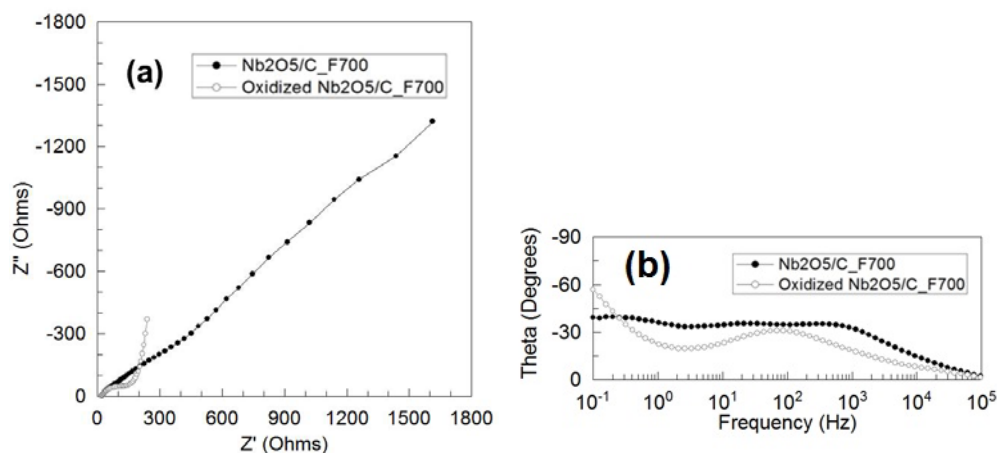 (a)
Nb2O5/C_F700
Oxidized Nb2O5/C_F700
-1800
-1500
-1200
-900
-600
-300
0
Z'' (Ohms)
0 300 600 900 1200 1500 1800
Z' (Ohms)
(b)
Nb2O5/C_F700
Oxidized Nb2O5/C_F700
-90
-60
-30
0
Theta (Degrees)
10-1 100 101 102 103 104 105
Frequency (Hz)